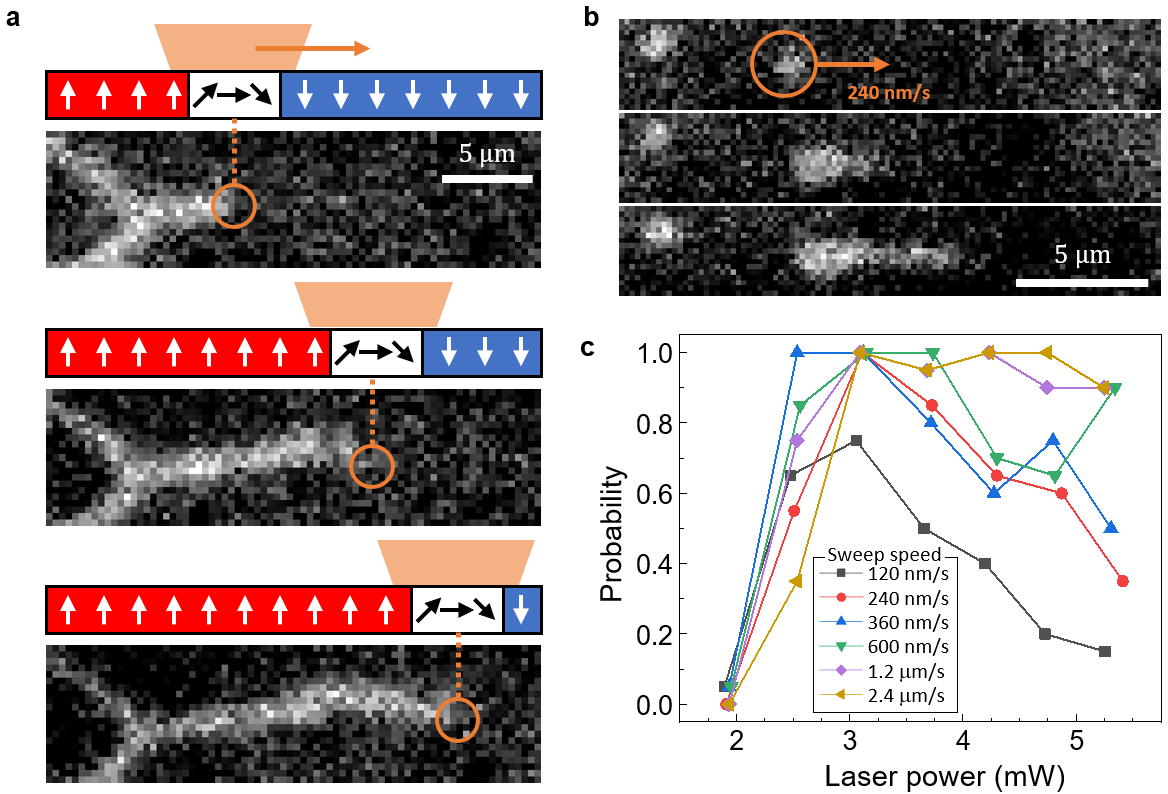 a
5 μm
b
240 nm/s
5 μm
c
Probability
1.0
0.8
0.6
0.4
0.2
0.0
Sweep speed
120 nm/s
240 nm/s
360 nm/s
600 nm/s
1.2 μm/s
2.4 μm/s
2 3 4 5
Laser power (mW)